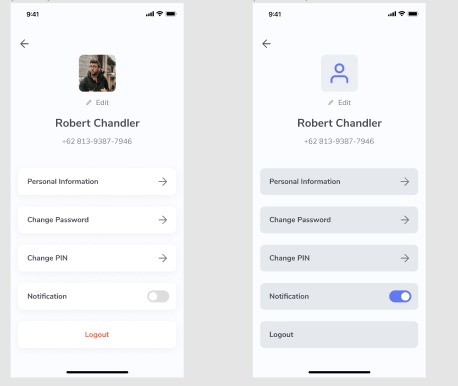 9:41
Edit
Robert Chandler
+62 813-9387-7946
Personal Information
Change Password
Change PIN
Notification
Logout
9:41
Edit
Robert Chandler
+62 813-9387-7946
Personal Information
Change Password
Change PIN
Notification
Logout